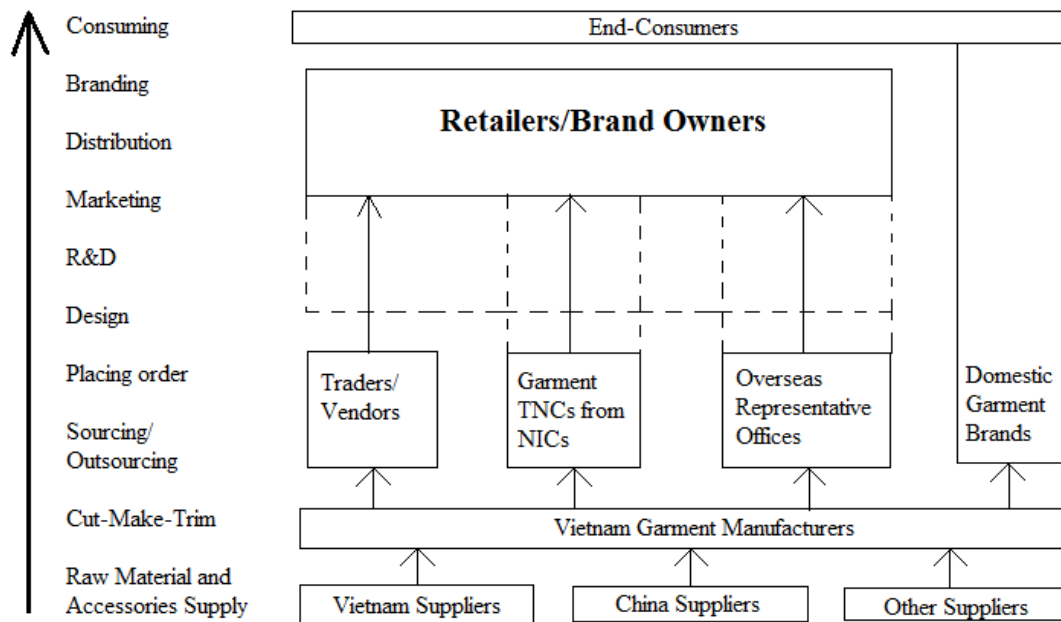 Consuming
End-Consumers
Branding
Retailers/Brand Owners
Distribution
Marketing
R&D
Design
Placing order
Sourcing/
Outsourcing
Traders/
Vendors
Garment
TNCs from
NICs
Overseas
Representative
Offices
Domestic
Garment
Brands
Cut-Make-Trim
Vietnam Garment Manufacturers
Raw Material and
Accessories Supply
Vietnam Suppliers
China Suppliers
Other Suppliers